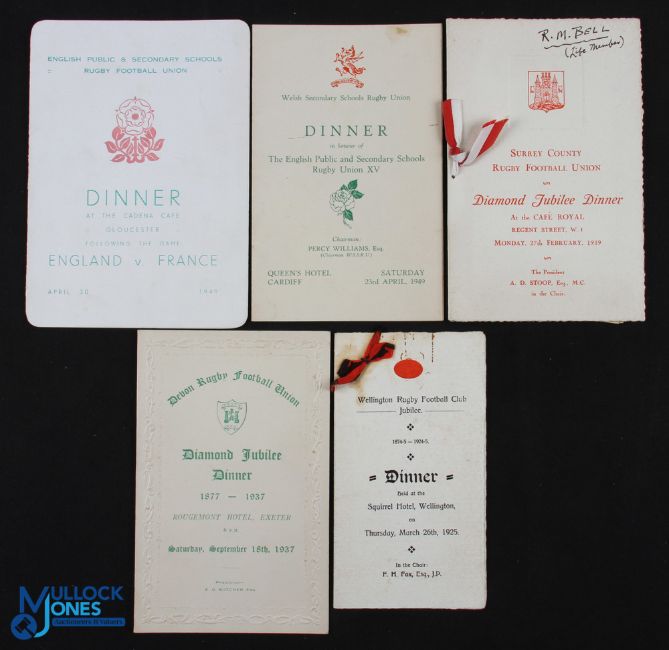 ENGLISH PUBLIC & SECONDARY SCHOOLS
RUGBY FOOTBALL UNION
DINNER
AT THE CADENA CAFE
GLOUCESTER
FOLLOWING THE GAME
ENGLAND v. FRANCE
APRIL 20 1949
Welsh Secondary Schools Rugby Union
DINNER
in honour of
The English Public and Secondary Schools
Rugby Union XV
Chairman:
PERCY WILLIAMS, Esq.
(Chairman W.S.S.R.U.)
QUEEN'S HOTEL SATURDAY
CARDIFF 23rd APRIL, 1949
R.M. BELL
(Life Member)
SURREY COUNTY
RUGBY FOOTBALL UNION
Diamond Jubilee Dinner
At the CAFÉ ROYAL
REGENT STREET, W.1
MONDAY, 27th FEBRUARY, 1939
The President
A. D. STOOP, Esq., M.C.
in the Chair.
Devon Rugby Football Union
Diamond Jubilee
Dinner
1877 — 1937
ROUGEMONT HOTEL, EXETER
Saturday, September 18th, 1937
Wellington Rugby Football Club
Jubilee.
1874-5 — 1924-5.
Dinner
Held at the
Squirrel Hotel, Wellington,
on
Thursday, March 26th, 1925.
In the Chair:
F. H. Fox, Esq., J.P.
MULLOCK
JONES
Auctioneers & Valuers